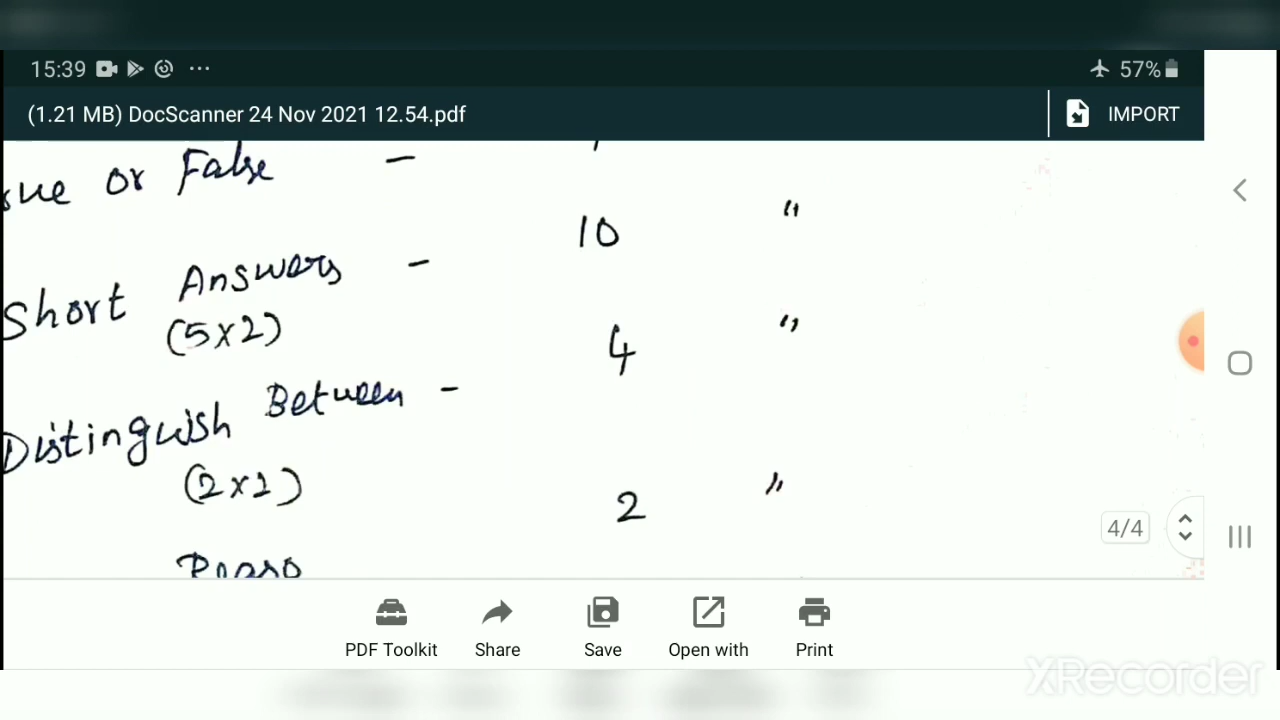 15:39 ... 57%
(1.21 MB) DocScanner 24 Nov 2021 12.54.pdf IMPORT
or False -
10 "
Short Answers -
(5x2)
4 "
Distinguish Between -
(2x2)
2 "
4/4
PDF Toolkit Share Save Open with Print
XRecorder